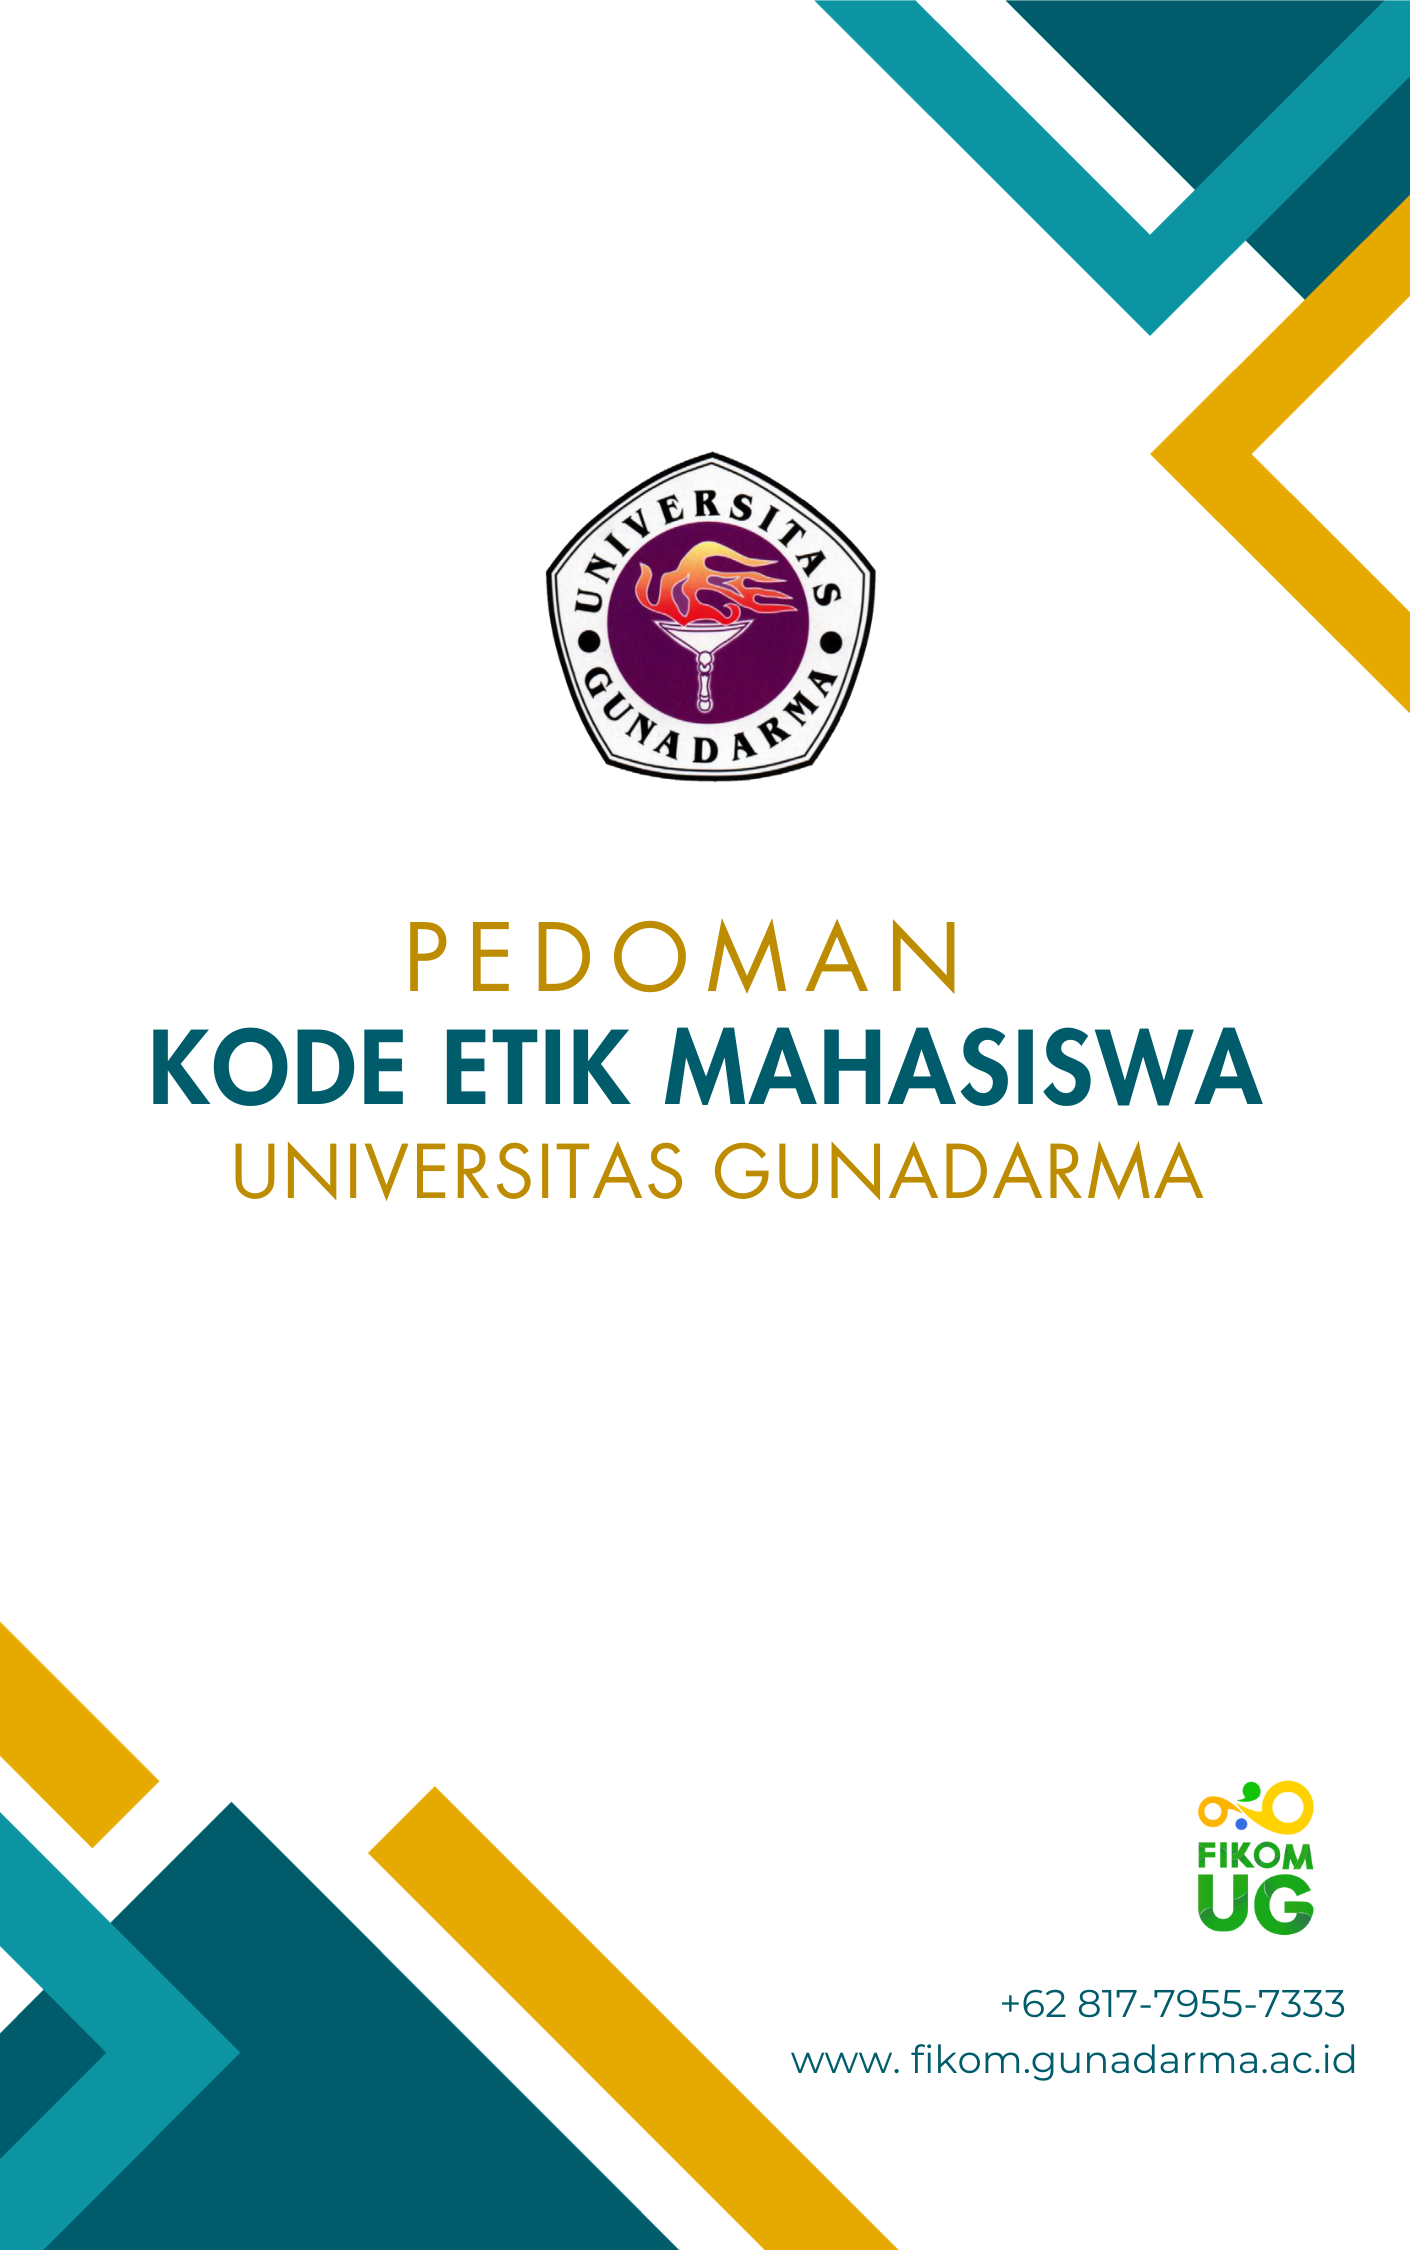 UNIVERSITAS
GUNADARMA
PEDOMAN
KODE ETIK MAHASISWA
UNIVERSITAS GUNADARMA
FIKOM
UG
+62 817-7955-7333
www. fikom.gunadarma.ac.id